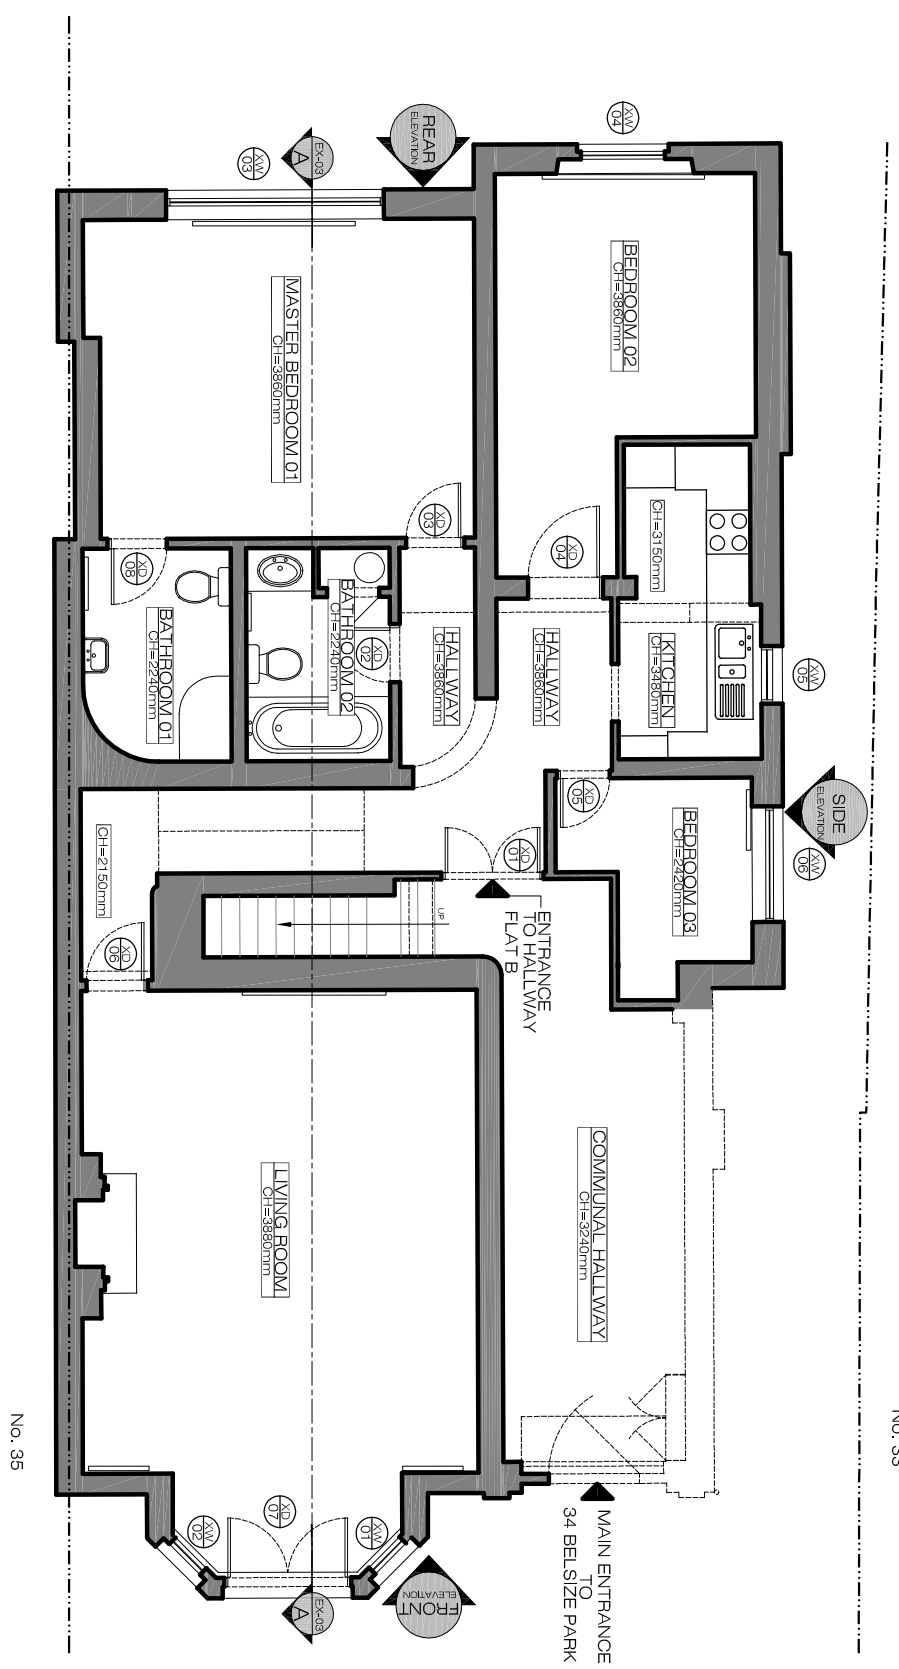 REAR
ELEVATION
EX-03
A
XW
03
XW
04
BEDROOM 02
CH=3860mm
MASTER BEDROOM 01
CH=3860mm
CH=3150mm
XD
03
XD
04
XD
08
BATHROOM 01
CH=2240mm
BATHROOM 02
CH=2240mm
XD
02
HALLWAY
CH=3860mm
HALLWAY
CH=3860mm
KITCHEN
CH=3480mm
XW
05
SIDE
ELEVATION
XW
06
XD
05
BEDROOM 03
CH=2420mm
XD
01
CH=2150mm
XD
06
UP
ENTRANCE
TO HALLWAY
FLAT B
COMMUNAL HALLWAY
CH=3240mm
LIVING ROOM
CH=3880mm
No. 35
No. 33
XD
07
XW
01
XW
02
MAIN ENTRANCE
TO
34 BELSIZE PARK
FRONT
ELEVATION
EX-03
A